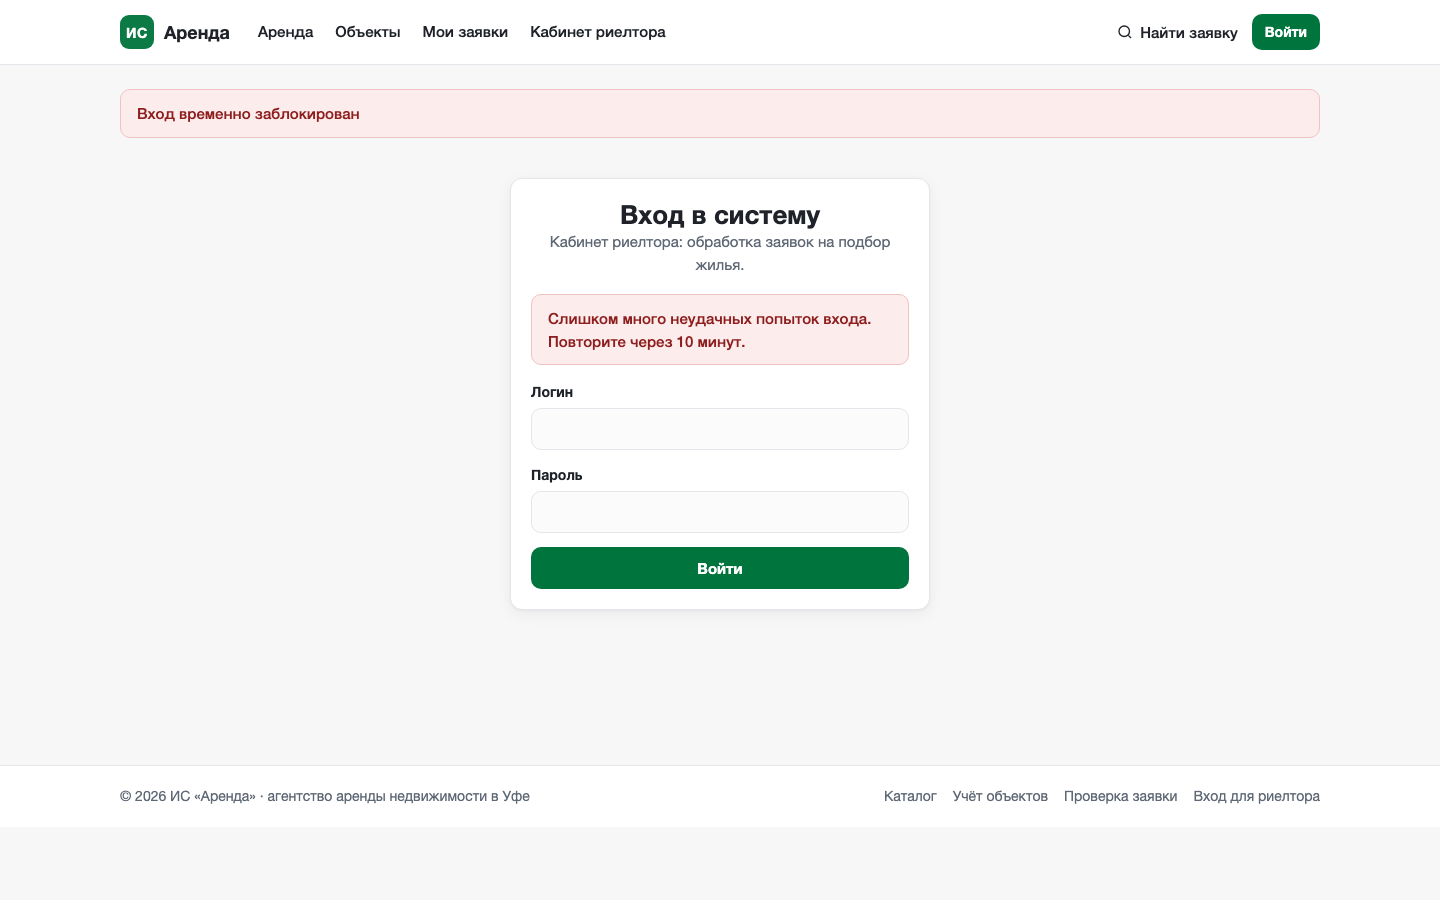 ИС Аренда Аренда Объекты Мои заявки Кабинет риелтора Найти заявку Войти
Вход временно заблокирован
Вход в систему
Кабинет риелтора: обработка заявок на подбор
жилья.
Слишком много неудачных попыток входа.
Повторите через 10 минут.
Логин
Пароль
Войти
© 2026 ИС «Аренда» · агентство аренды недвижимости в Уфе Каталог Учёт объектов Проверка заявки Вход для риелтора